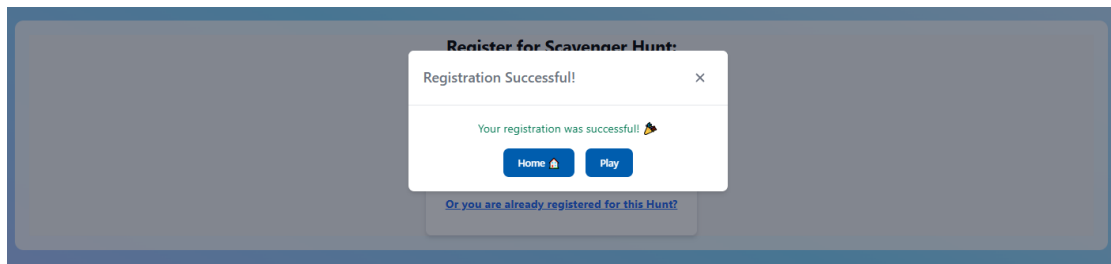 Register for Scavenger Hunt:
Registration Successful!
Your registration was successful! 🎉
Home 🏠 Play
Or you are already registered for this Hunt?